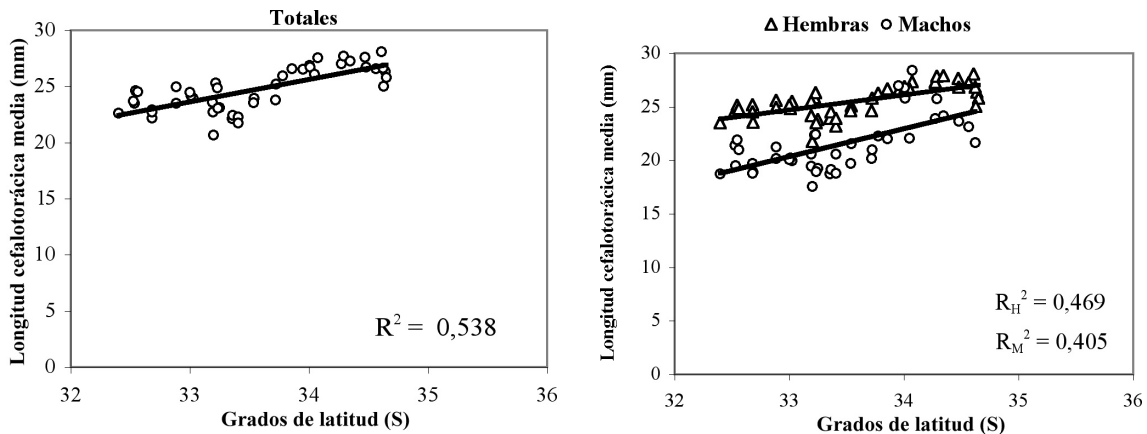 Totales
Longitud cefalotorácica media (mm)
30
25
20
15
10
5
0
R² = 0,538
32 33 34 35 36
Grados de latitud (S)
Hembras Machos
Longitud cefalotorácica media (mm)
30
25
20
15
10
5
0
R_H² = 0,469
R_M² = 0,405
32 33 34 35 36
Grados de latitud (S)